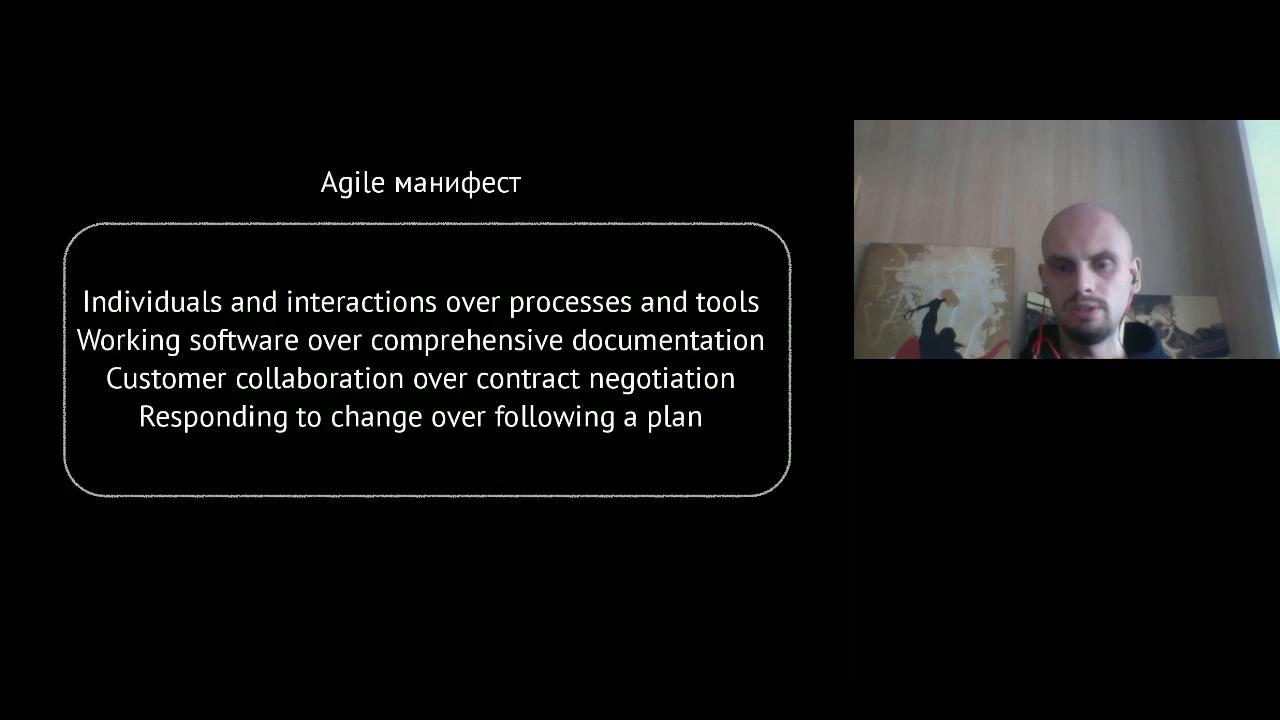 Agile манифест
Individuals and interactions over processes and tools
Working software over comprehensive documentation
Customer collaboration over contract negotiation
Responding to change over following a plan